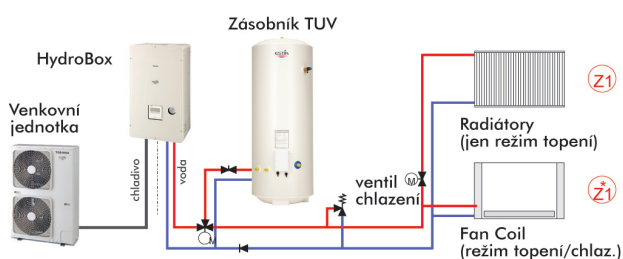 Zásobník TUV
HydroBox
Venkovní
jednotka
chladivo
voda
M
ventil
chlazení
M
Z1
Radiátory
(jen režim topení)
Z1*
Fan Coil
(režim topení/chlaz.)